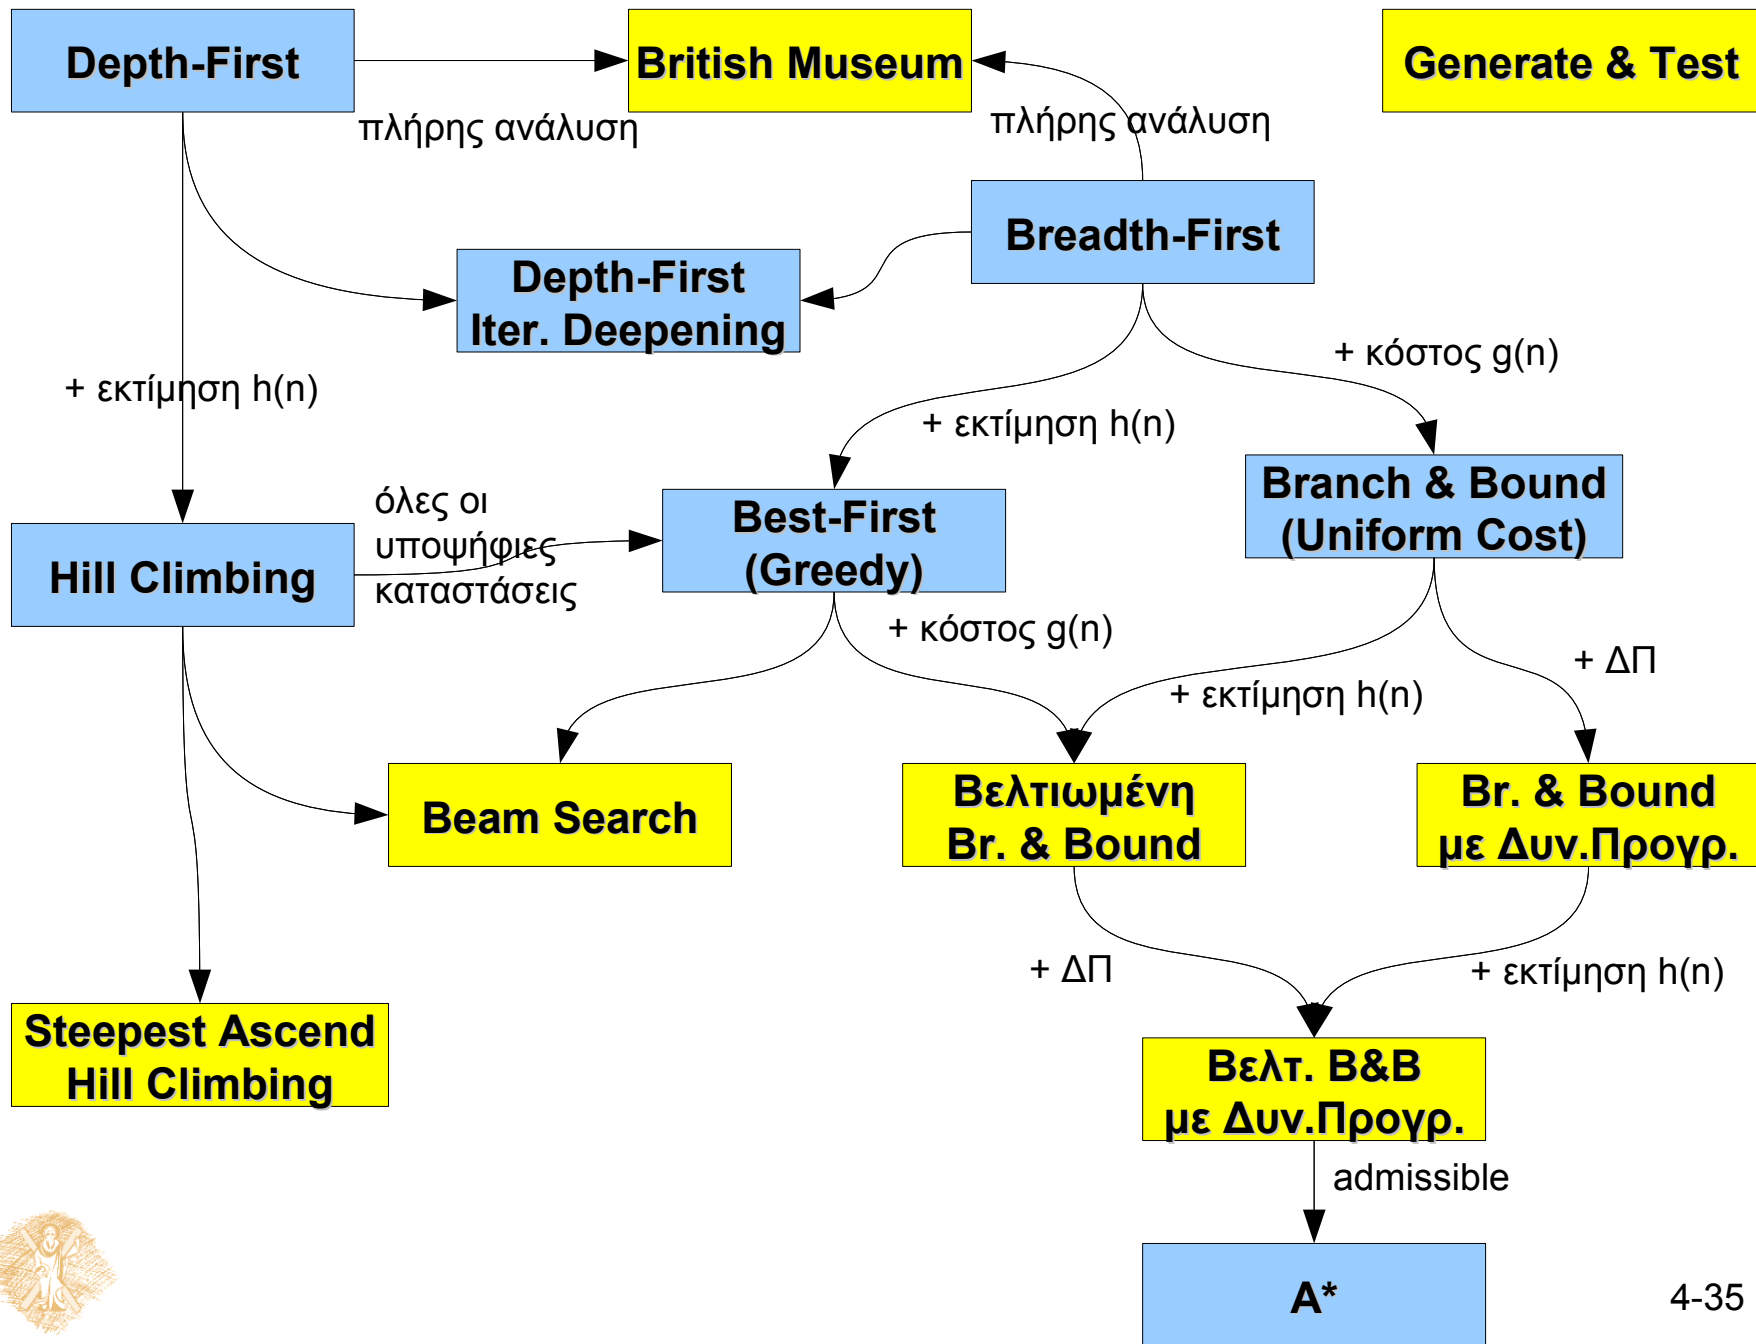 Depth-First
British Museum
Generate & Test
πλήρης ανάλυση
πλήρης ανάλυση
Breadth-First
Depth-First
Iter. Deepening
+ κόστος g(n)
+ εκτίμηση h(n)
+ εκτίμηση h(n)
όλες οι
υποψήφιες
καταστάσεις
Best-First
(Greedy)
Branch & Bound
(Uniform Cost)
Hill Climbing
+ κόστος g(n)
+ ΔΠ
+ εκτίμηση h(n)
Beam Search
Βελτιωμένη
Br. & Bound
Br. & Bound
με Δυν.Προγρ.
+ ΔΠ
+ εκτίμηση h(n)
Steepest Ascend
Hill Climbing
Βελτ. B&B
με Δυν.Προγρ.
admissible
A*
4-35